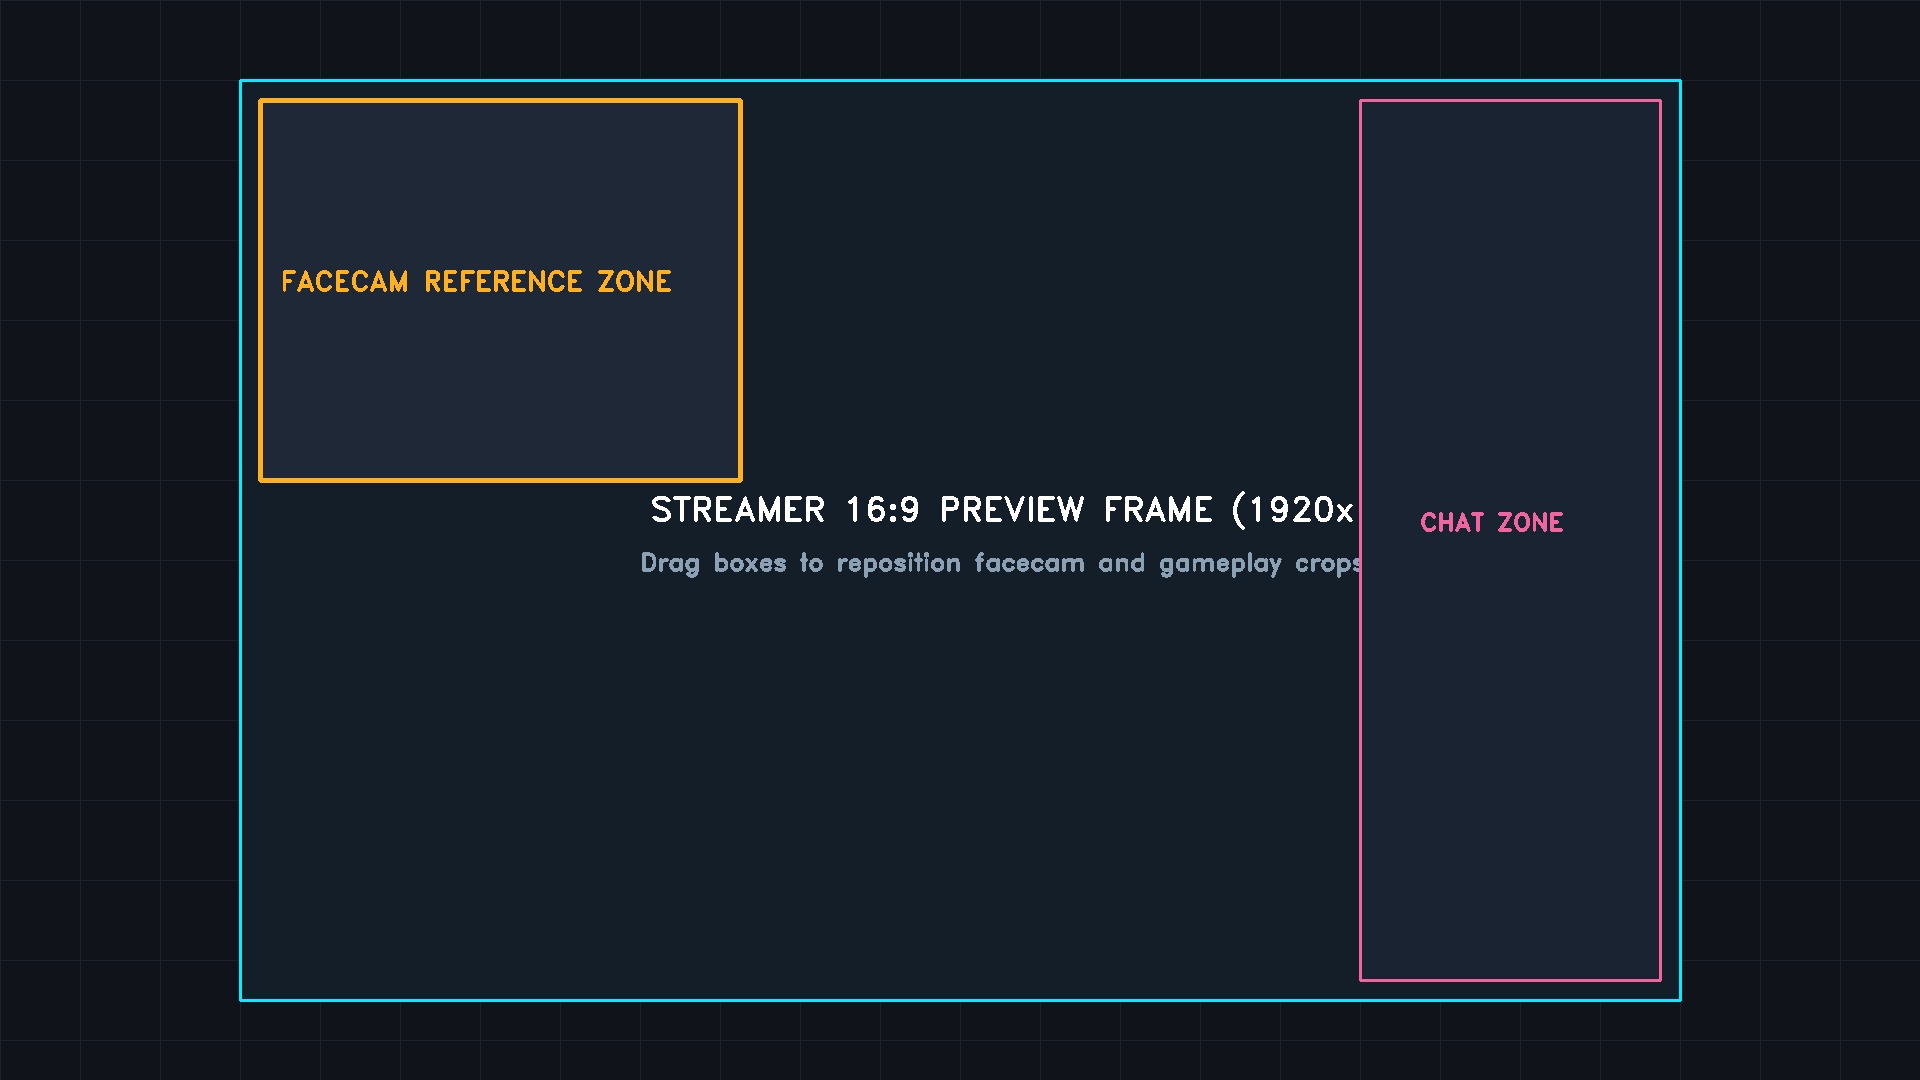 FACECAM REFERENCE ZONE
STREAMER 16:9 PREVIEW FRAME (1920x
Drag boxes to reposition facecam and gameplay crops
CHAT ZONE